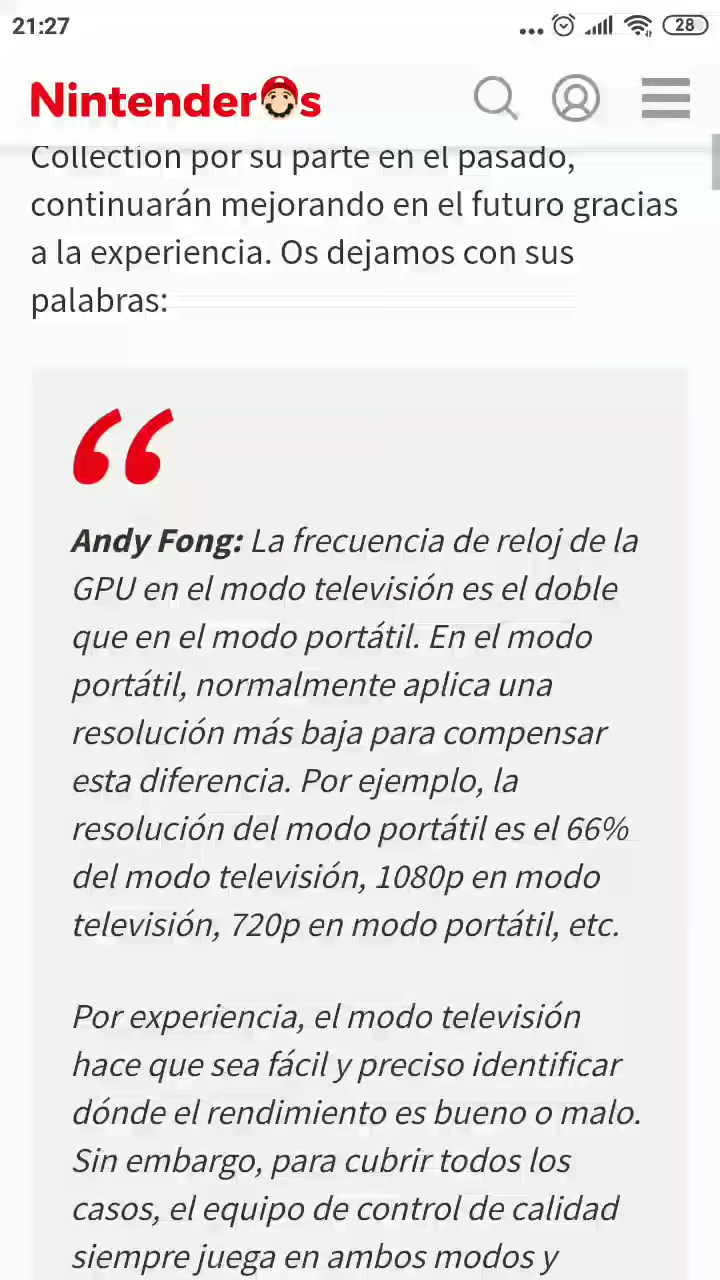 21:27
28
Nintenderos
Collection por su parte en el pasado,
continuarán mejorando en el futuro gracias
a la experiencia. Os dejamos con sus
palabras:
“
Andy Fong: La frecuencia de reloj de la
GPU en el modo televisión es el doble
que en el modo portátil. En el modo
portátil, normalmente aplica una
resolución más baja para compensar
esta diferencia. Por ejemplo, la
resolución del modo portátil es el 66%
del modo televisión, 1080p en modo
televisión, 720p en modo portátil, etc.
Por experiencia, el modo televisión
hace que sea fácil y preciso identificar
dónde el rendimiento es bueno o malo.
Sin embargo, para cubrir todos los
casos, el equipo de control de calidad
siempre juega en ambos modos y